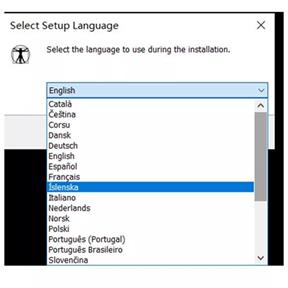 Select Setup Language
Select the language to use during the installation.
English
Català
Čeština
Corsu
Dansk
Deutsch
English
Español
Français
Íslenska
Italiano
Nederlands
Norsk
Polski
Português (Portugal)
Português Brasileiro
Slovenčina